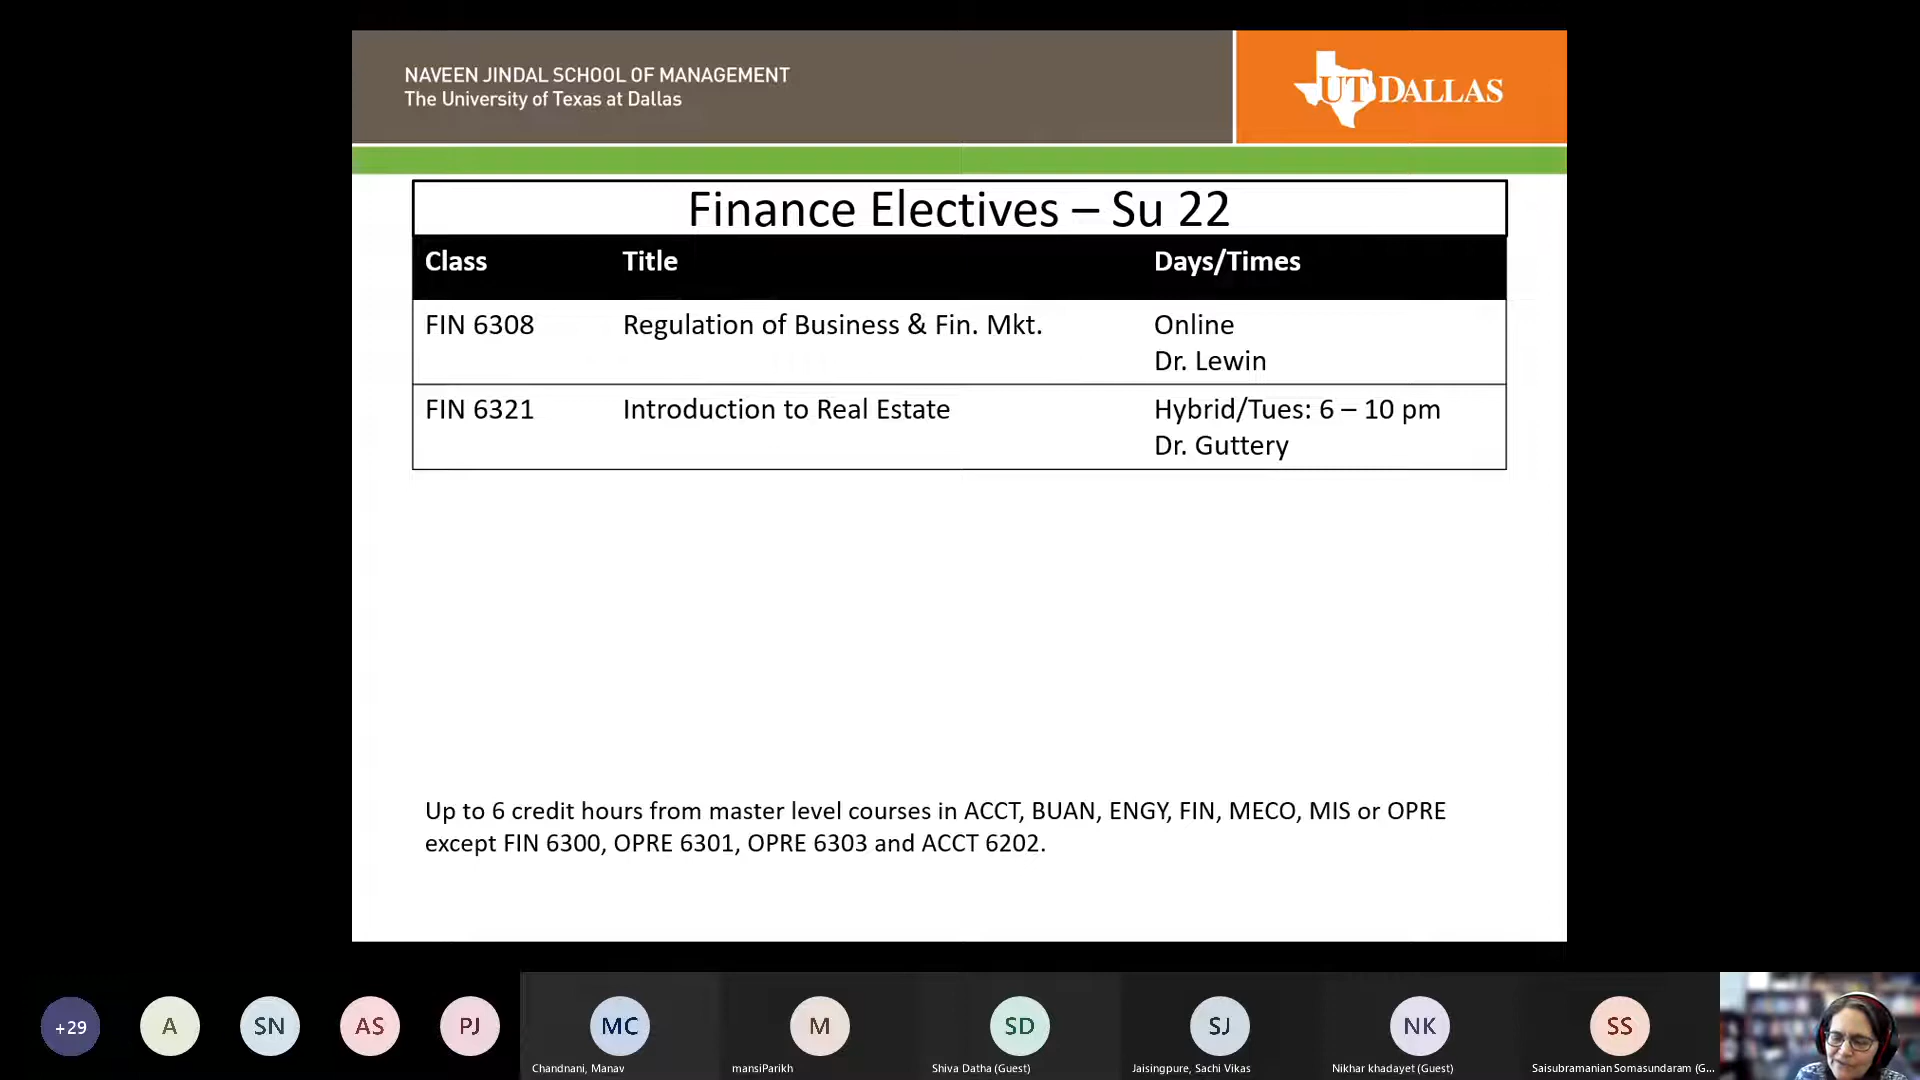 NAVEEN JINDAL SCHOOL OF MANAGEMENT
The University of Texas at Dallas
UT DALLAS
Finance Electives – Su 22
Class Title Days/Times
FIN 6308 Regulation of Business & Fin. Mkt. Online
Dr. Lewin
FIN 6321 Introduction to Real Estate Hybrid/Tues: 6 – 10 pm
Dr. Guttery
Up to 6 credit hours from master level courses in ACCT, BUAN, ENGY, FIN, MECO, MIS or OPRE
except FIN 6300, OPRE 6301, OPRE 6303 and ACCT 6202.
+29 A SN AS PJ MC M SD SJ NK SS
Chandnani, Manav mansiParikh Shiva Datha (Guest) Jaisingpure, Sachi Vikas Nikhar khadayet (Guest) Saisubramanian Somasundaram (G...